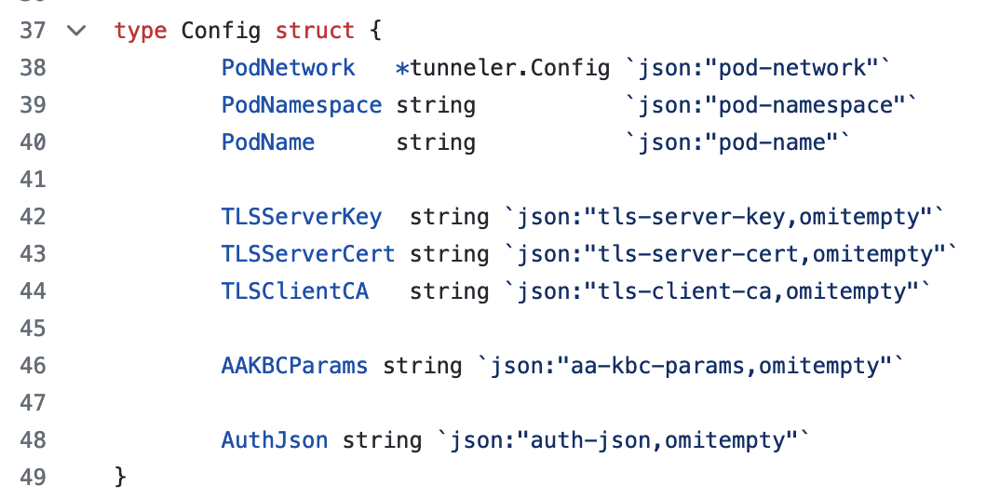 37 type Config struct {
38 PodNetwork   *tunneler.Config `json:"pod-network"`
39 PodNamespace string           `json:"pod-namespace"`
40 PodName      string           `json:"pod-name"`
41
42 TLSServerKey  string `json:"tls-server-key,omitempty"`
43 TLSServerCert string `json:"tls-server-cert,omitempty"`
44 TLSClientCA   string `json:"tls-client-ca,omitempty"`
45
46 AAKBCParams string `json:"aa-kbc-params,omitempty"`
47
48 AuthJson string `json:"auth-json,omitempty"`
49 }